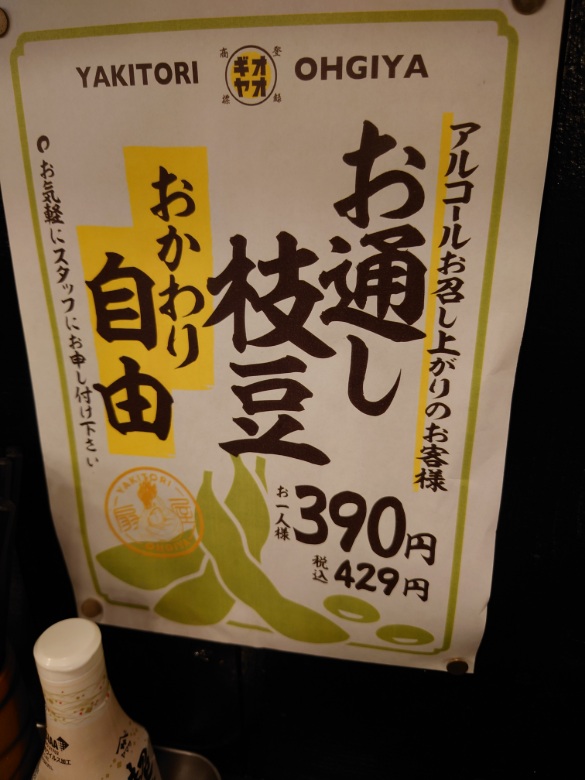 YAKITORI
オオギヤ
OHGIYA
アルコールお召し上がりのお客様
お通し
枝豆
おかわり
自由
お気軽にスタッフにお申し付け下さい
お一人様
390円
税込
429円
YAKITORI